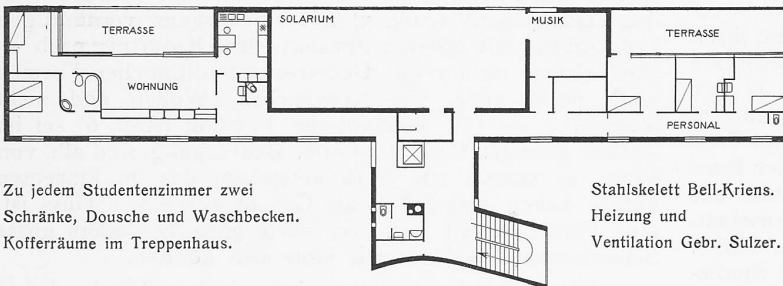 TERRASSE
SOLARIUM
MUSIK
TERRASSE
WOHNUNG
PERSONAL
Zu jedem Studentenzimmer zwei
Schränke, Dousche und Waschbecken.
Kofferräume im Treppenhaus.
Stahlskelett Bell-Kriens.
Heizung und
Ventilation Gebr. Sulzer.